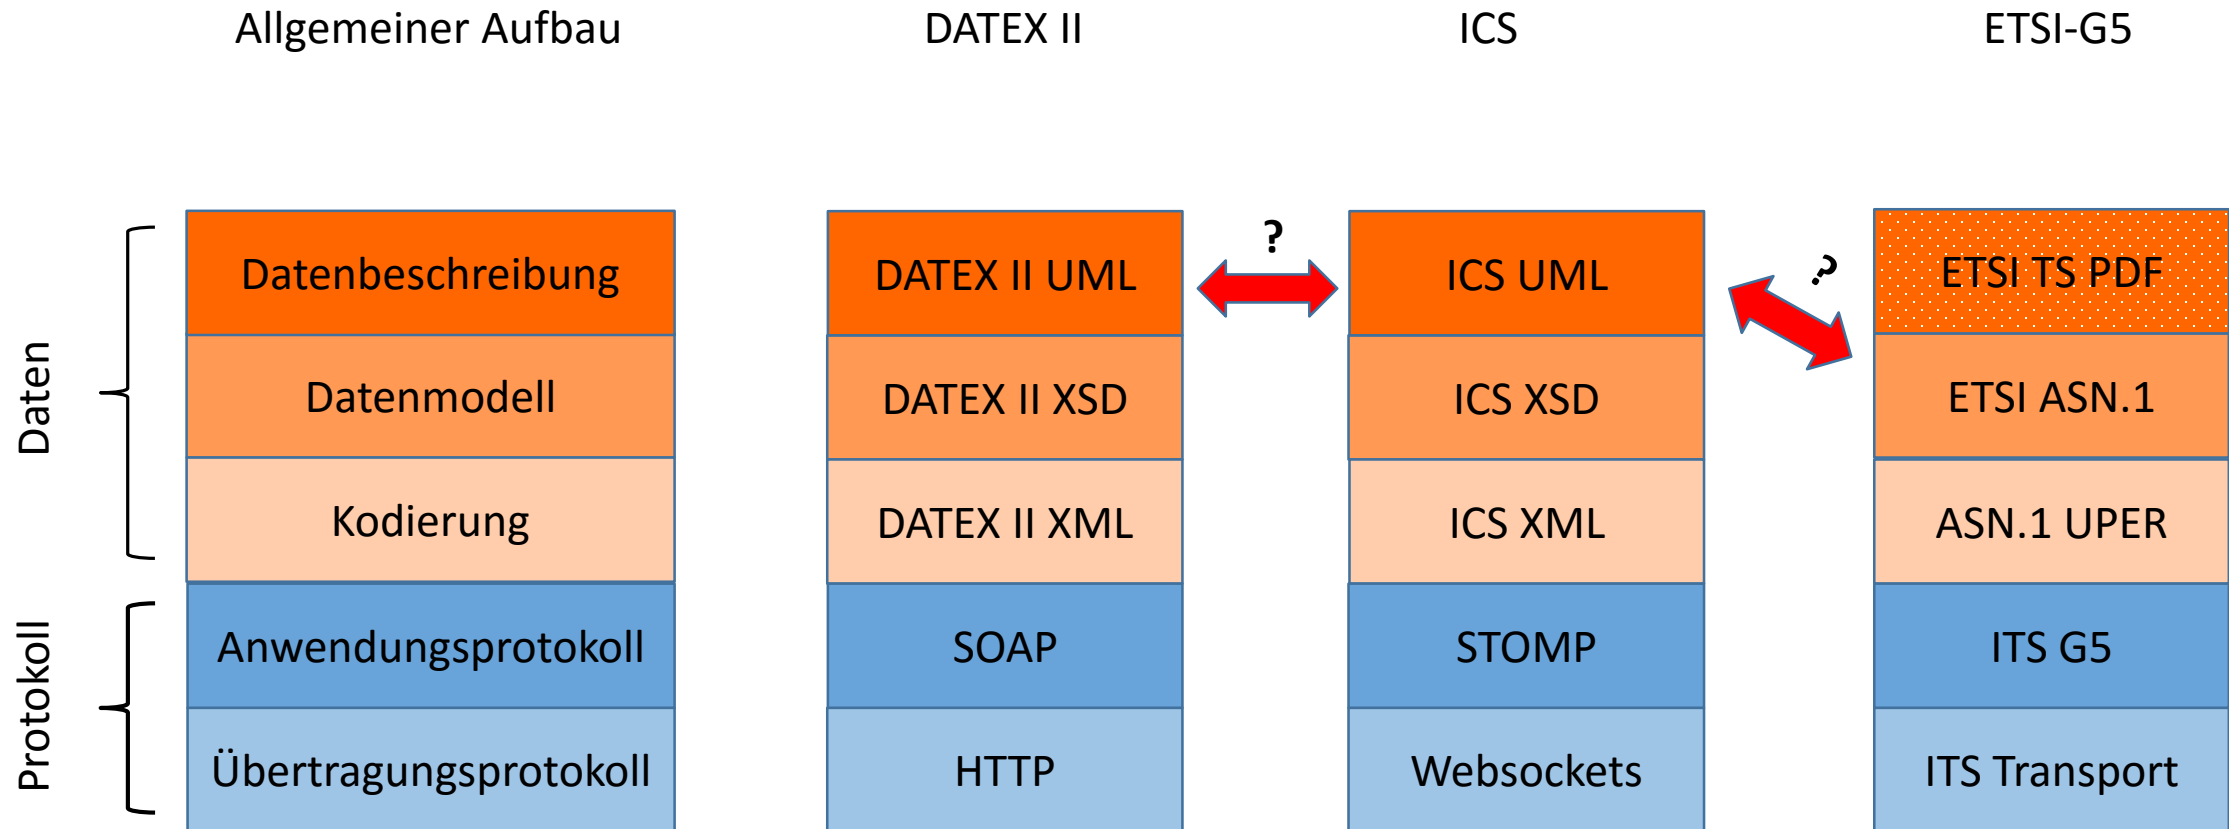 Allgemeiner Aufbau
DATEX II
ICS
ETSI-G5
Daten
Datenbeschreibung
DATEX II UML
?
ICS UML
?
ETSI TS PDF
Datenmodell
DATEX II XSD
ICS XSD
ETSI ASN.1
Kodierung
DATEX II XML
ICS XML
ASN.1 UPER
Protokoll
Anwendungsprotokoll
SOAP
STOMP
ITS G5
Übertragungsprotokoll
HTTP
Websockets
ITS Transport